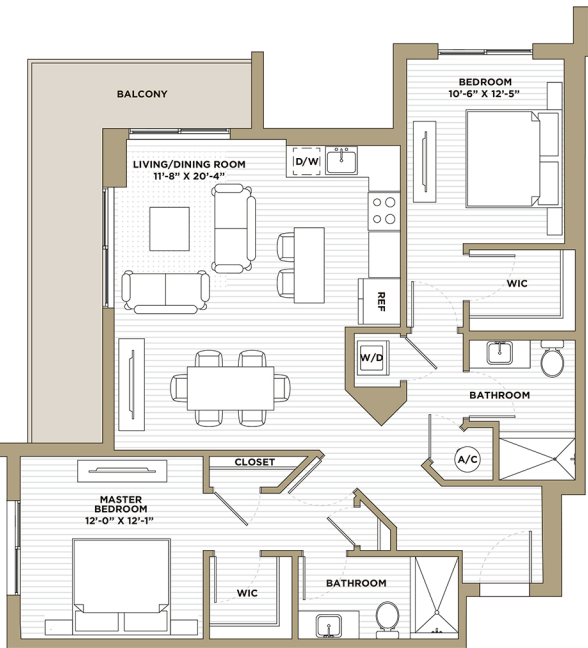 BEDROOM
10'-6" X 12'-5"
BALCONY
LIVING/DINING ROOM
11'-8" X 20'-4"
D/W
WIC
REF
W/D
BATHROOM
A/C
CLOSET
MASTER
BEDROOM
12'-0" X 12'-1"
BATHROOM
WIC